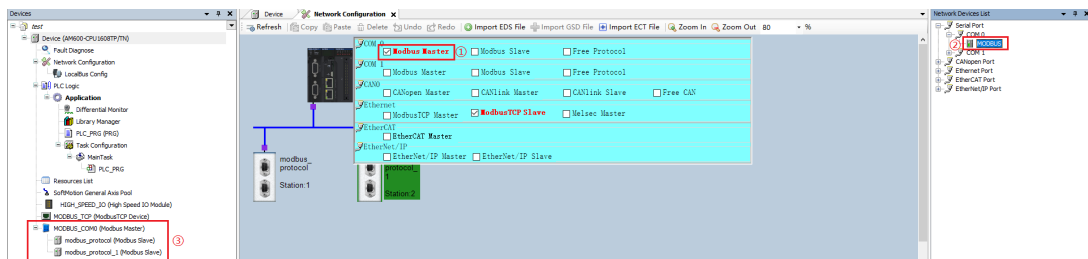 Devices
test
Device (AM600-CPU1608TP/TN)
Fault Diagnose
Network Configuration
LocalBus Config
PLC Logic
Application
Differential Monitor
Library Manager
PLC_PRG (PRG)
Task Configuration
MainTask
PLC_PRG
Resources List
SoftMotion General Axis Pool
HIGH_SPEED_IO (High Speed IO Module)
MODBUS_TCP (ModbusTCP Device)
MODBUS_COM0 (Modbus Master)
modbus_protocol (Modbus Slave)
modbus_protocol_1 (Modbus Slave)
③
Device Network Configuration x
Refresh Copy Paste Delete Undo Redo Import EDS File Import GSD File Import ECT File Zoom In Zoom Out 80 %
COM 0
Modbus Master ① Modbus Slave Free Protocol
COM 1
Modbus Master Modbus Slave Free Protocol
CAN0
CANopen Master CANlink Master CANlink Slave Free CAN
Ethernet
ModbusTCP Master ModbusTCP Slave Melsec Master
EtherCAT
EtherCAT Master
EtherNet/IP
EtherNet/IP Master EtherNet/IP Slave
modbus_
protocol
Station:1
protocol_
1
Station:2
Network Devices List
Serial Port
COM 0
② MODBUS
COM 1
CANopen Port
Ethernet Port
EtherCAT Port
EtherNet/IP Port